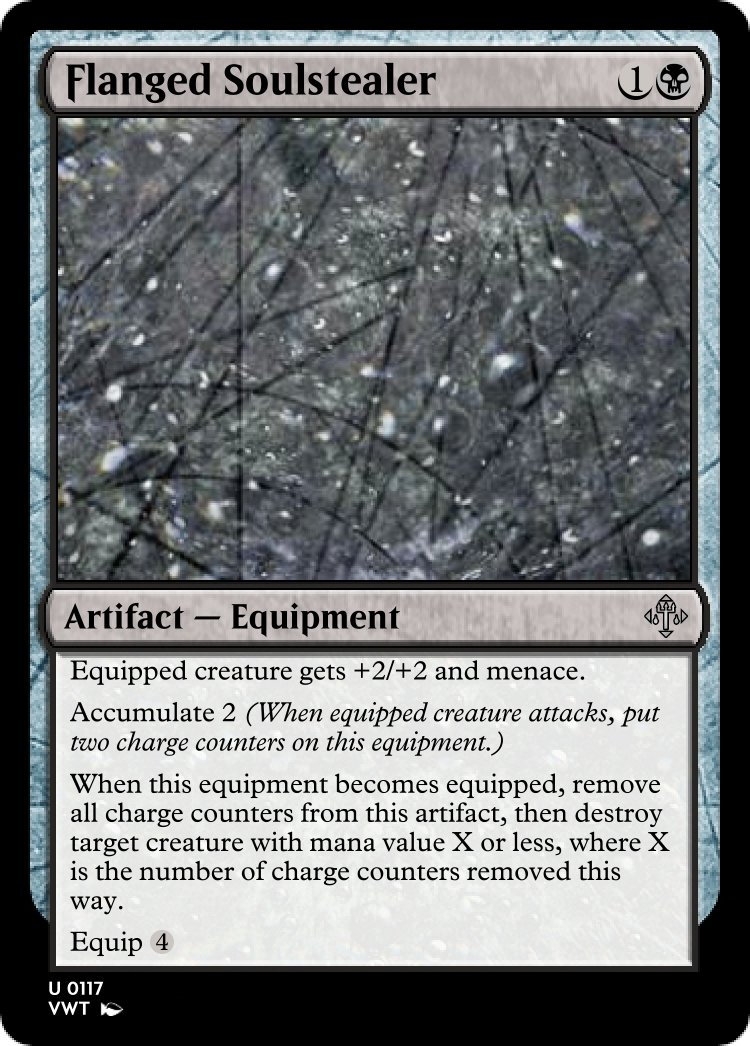 Flanged Soulstealer 1
Artifact — Equipment
Equipped creature gets +2/+2 and menace.
Accumulate 2 (When equipped creature attacks, put
two charge counters on this equipment.)
When this equipment becomes equipped, remove
all charge counters from this artifact, then destroy
target creature with mana value X or less, where X
is the number of charge counters removed this
way.
Equip 4
U 0117
VWT